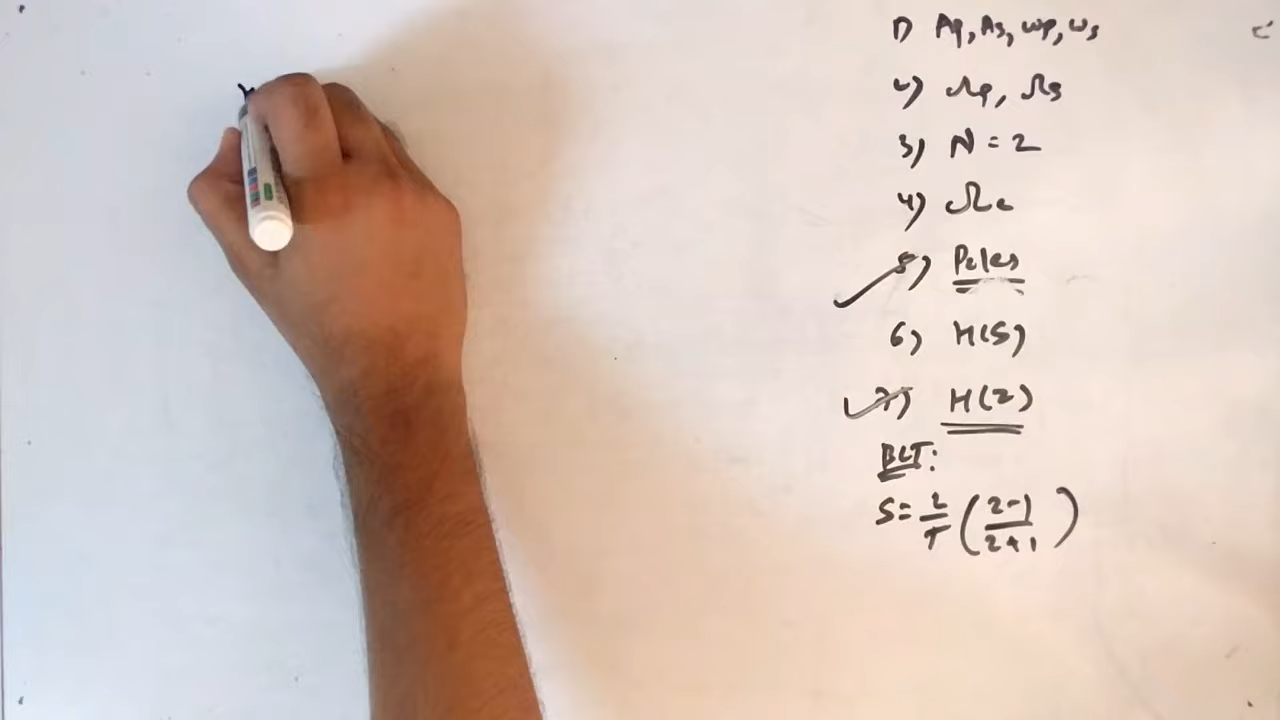 1) Ap, As, ωp, ωs
2) Ωp, Ωs
3) N = 2
4) Ωc
5) Poles
6) H(S)
7) H(z)
BLT:
S = 2/T (z-1/z+1)